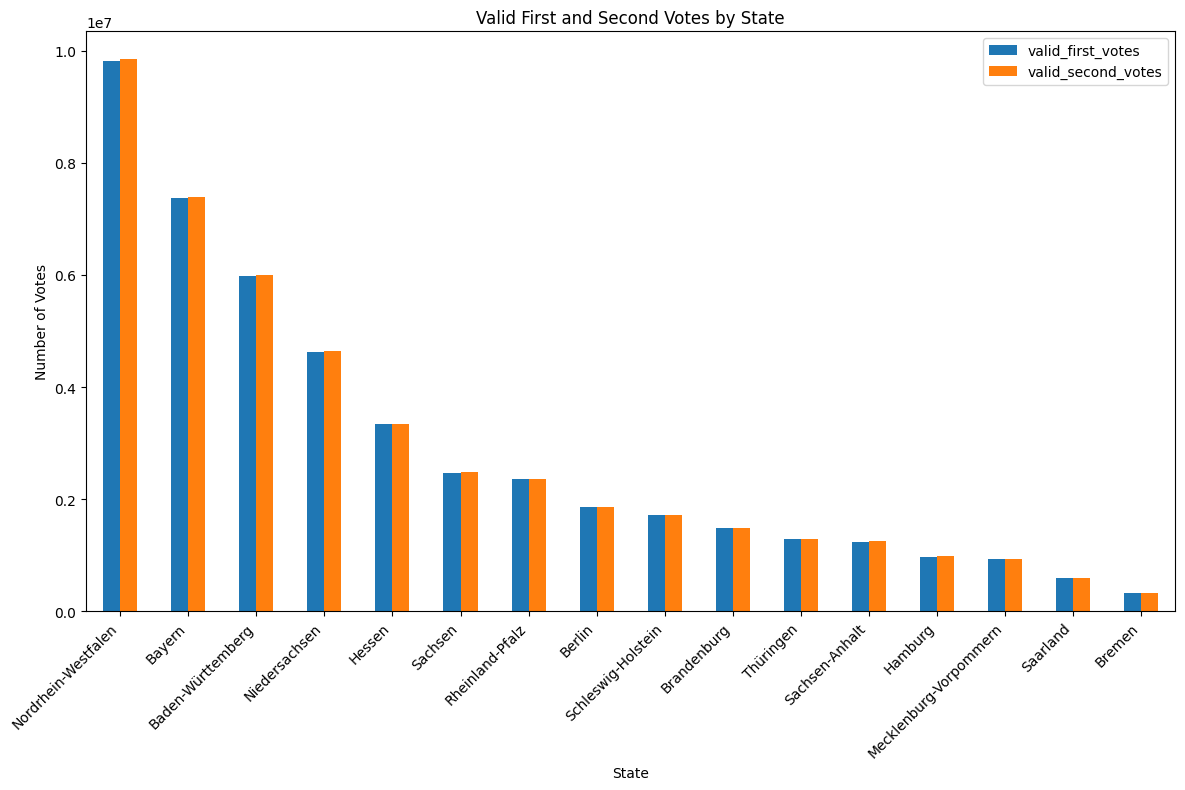 Valid First and Second Votes by State
1e7
valid_first_votes
valid_second_votes
1.0
0.8
0.6
0.4
0.2
0.0
Number of Votes
Nordrhein-Westfalen
Bayern
Baden-Württemberg
Niedersachsen
Hessen
Sachsen
Rheinland-Pfalz
Berlin
Schleswig-Holstein
Brandenburg
Thüringen
Sachsen-Anhalt
Hamburg
Mecklenburg-Vorpommern
Saarland
Bremen
State